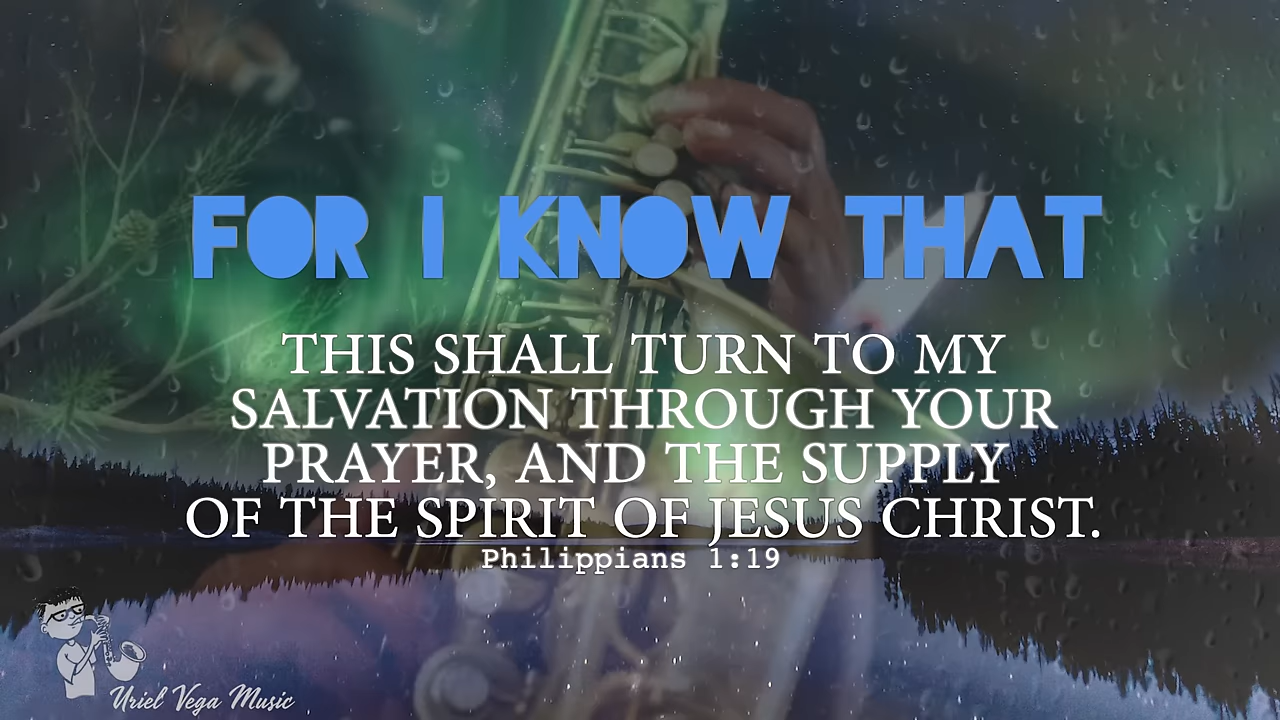 FOR I KNOW THAT
THIS SHALL TURN TO MY
SALVATION THROUGH YOUR
PRAYER, AND THE SUPPLY
OF THE SPIRIT OF JESUS CHRIST.
Philippians 1:19
Uriel Vega Music